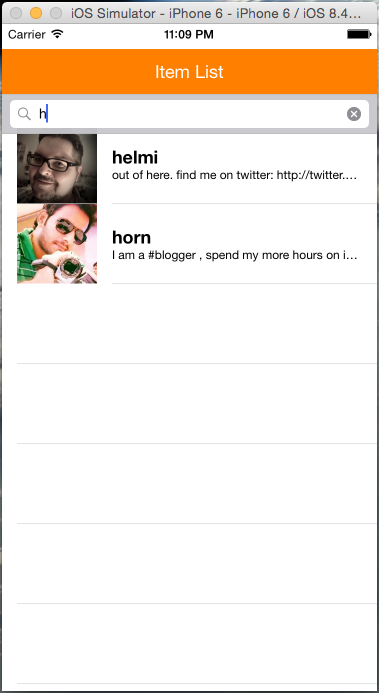 iOS Simulator - iPhone 6 - iPhone 6 / iOS 8.4…
Carrier 11:09 PM
Item List
h
helmi
out of here. find me on twitter: http://twitter.…
horn
I am a #blogger , spend my more hours on i…